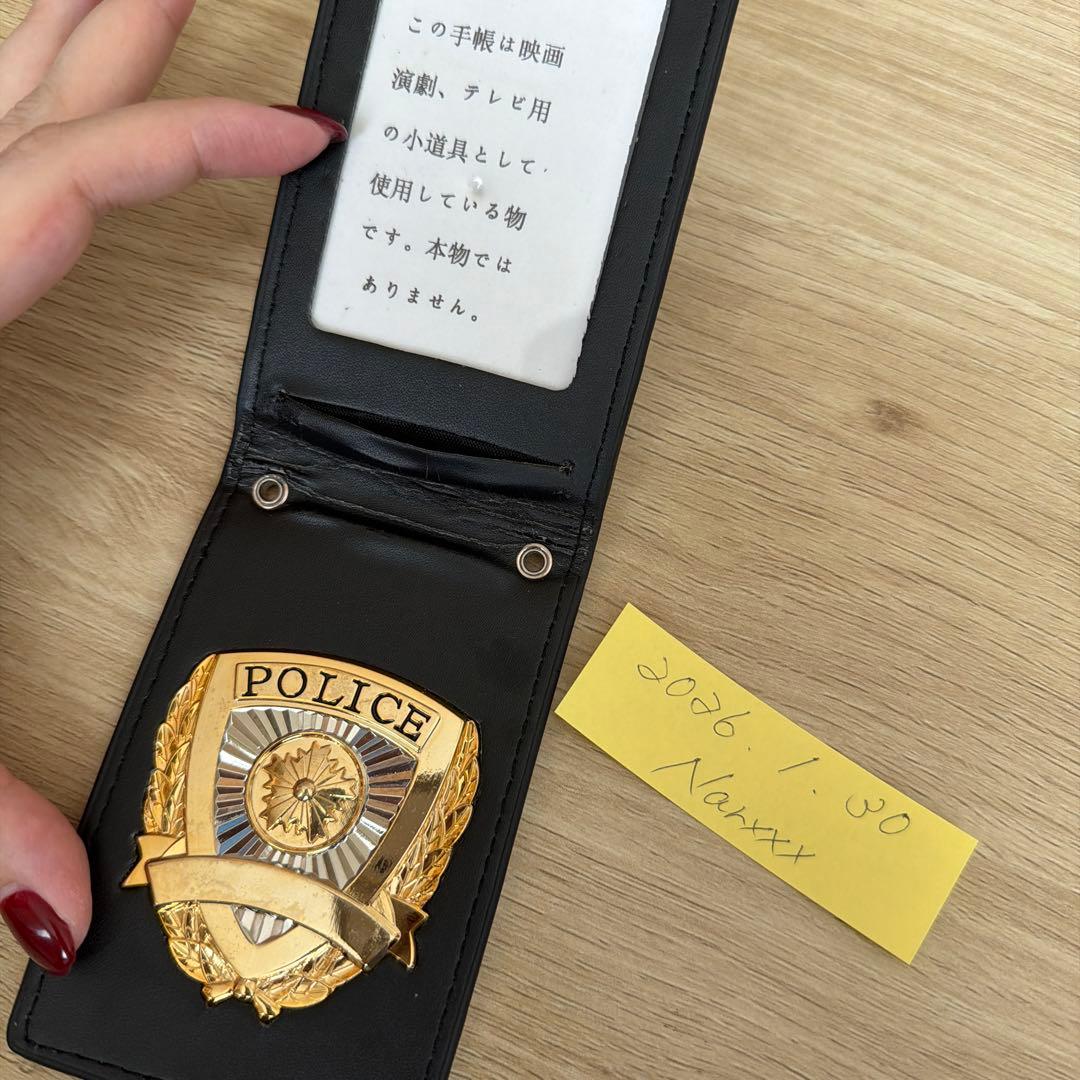 この手帳は映画
演劇、テレビ用
の小道具として、
使用している物
です。本物では
ありません。
POLICE
2026.1.30
Narxxx